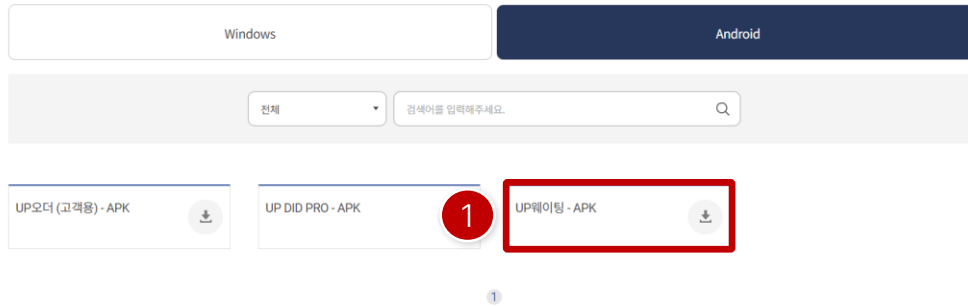 Windows
Android
전체
검색어를 입력해주세요.
UP오더 (고객용) - APK
UP DID PRO - APK
1
UP웨이팅 - APK
1